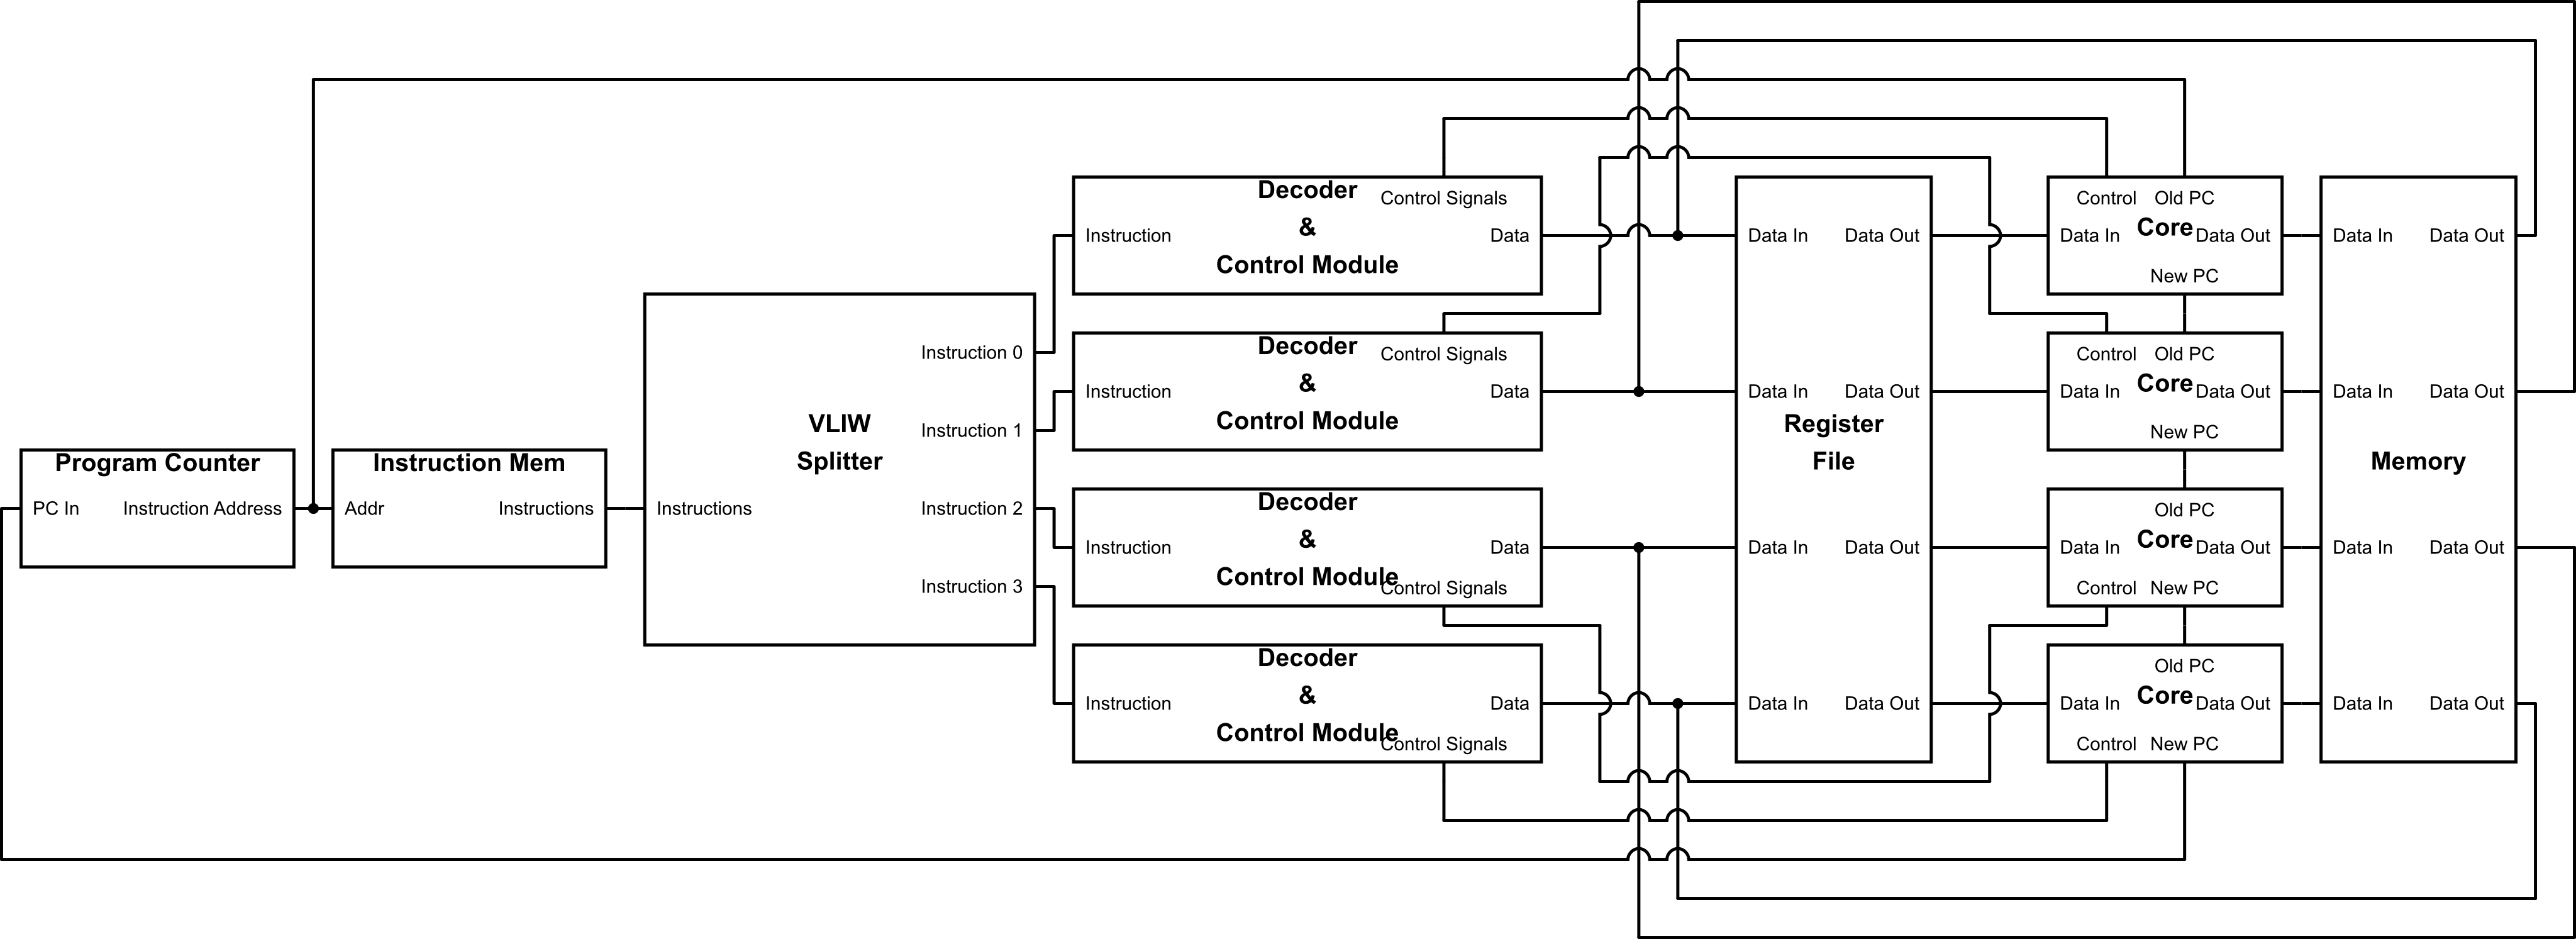 Program Counter
PC In
Instruction Address
Instruction Mem
Addr
Instructions
VLIW
Splitter
Instructions
Instruction 0
Instruction 1
Instruction 2
Instruction 3
Decoder
&
Control Module
Control Signals
Instruction
Data
Decoder
&
Control Module
Control Signals
Instruction
Data
Decoder
&
Control Module
Control Signals
Instruction
Data
Decoder
&
Control Module
Control Signals
Instruction
Data
Register
File
Data In
Data Out
Data In
Data Out
Data In
Data Out
Data In
Data Out
Control
Old PC
Core
Data In
Data Out
New PC
Control
Old PC
Core
Data In
Data Out
New PC
Old PC
Core
Data In
Data Out
Control
New PC
Old PC
Core
Data In
Data Out
Control
New PC
Memory
Data In
Data Out
Data In
Data Out
Data In
Data Out
Data In
Data Out